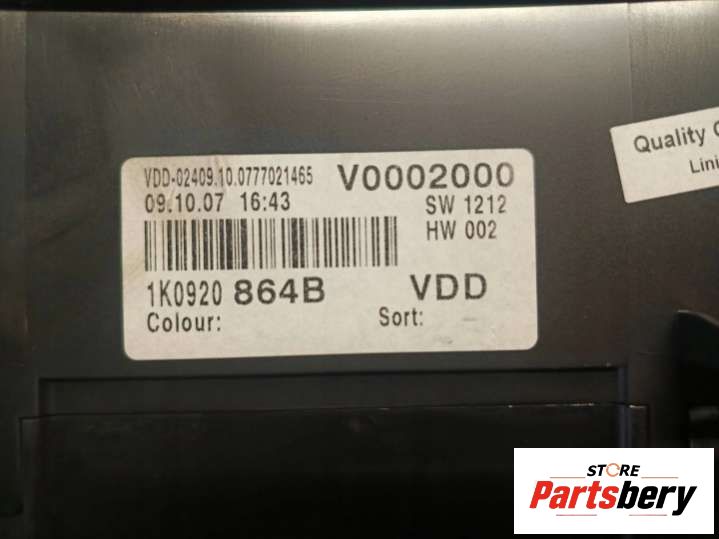 VDD-02409.10.0777021465 V0002000
09.10.07 16:43 SW 1212
HW 002
1K0920 864B VDD
Colour: Sort:
Quality
STORE
Partsbery